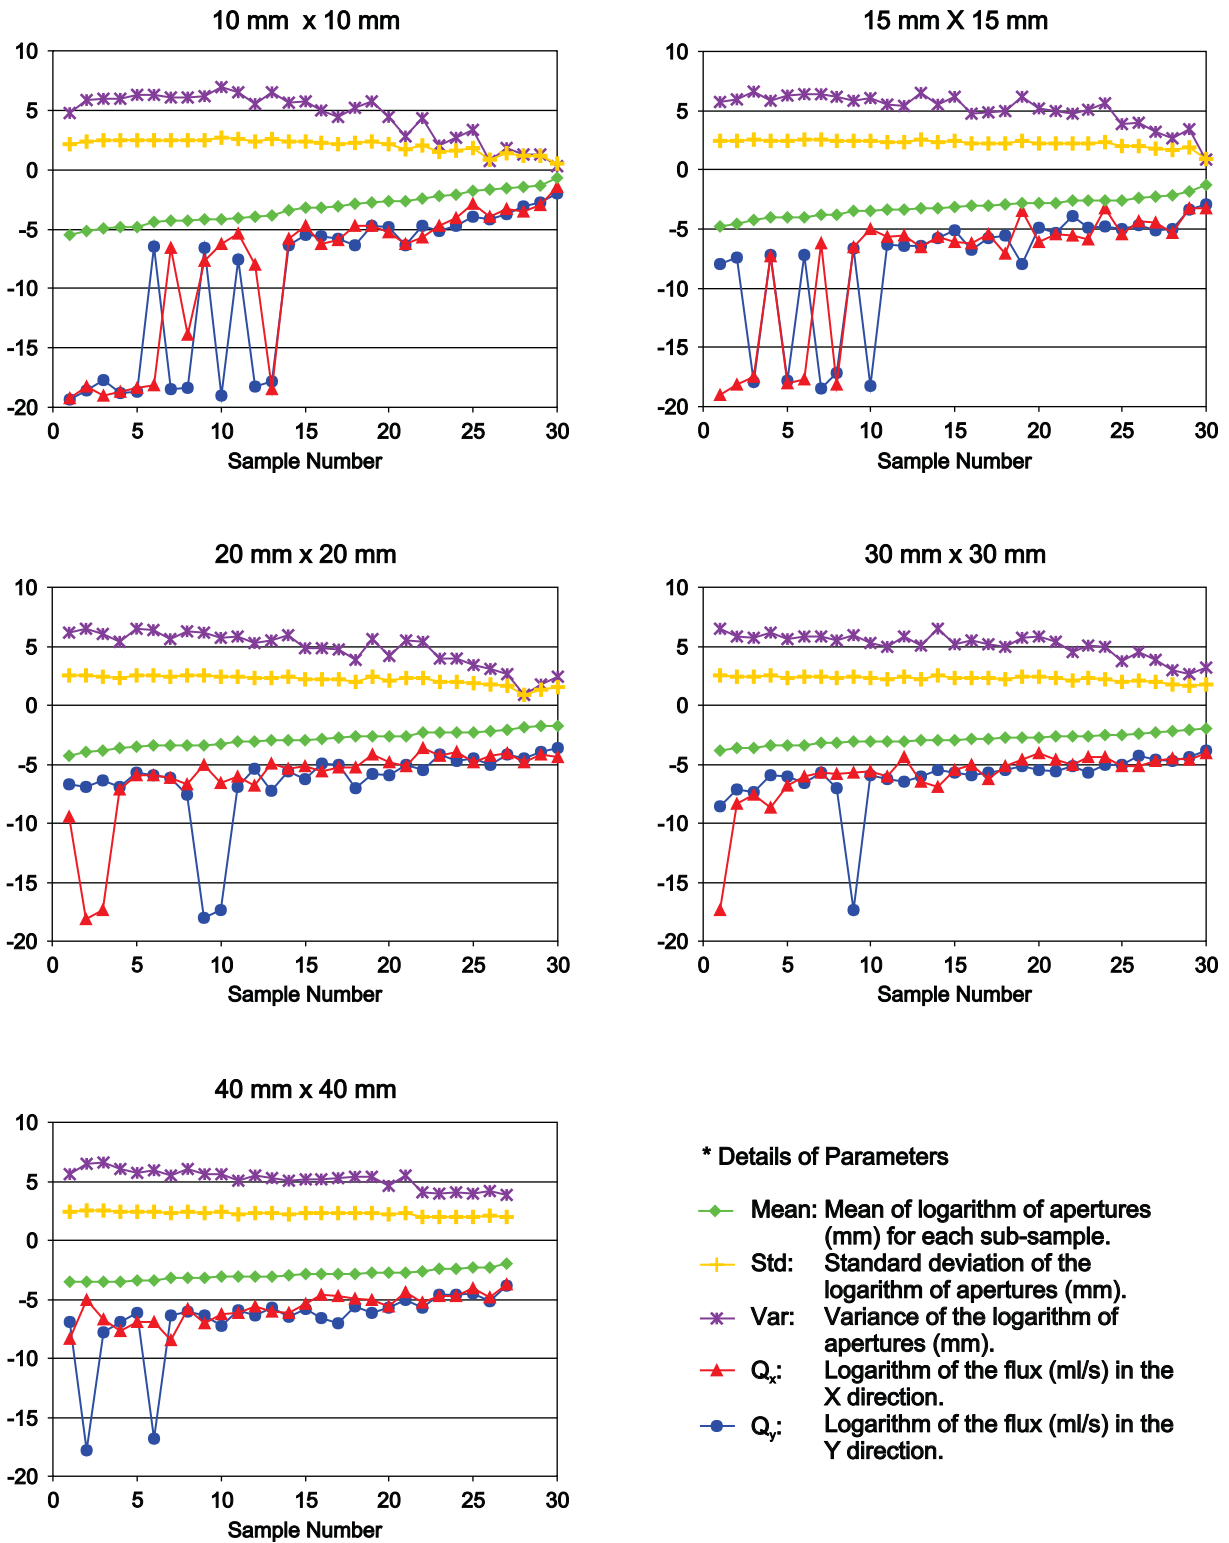 10 mm x 10 mm
10
5
0
-5
-10
-15
-20
0 5 10 15 20 25 30
Sample Number
15 mm X 15 mm
10
5
0
-5
-10
-15
-20
0 5 10 15 20 25 30
Sample Number
20 mm x 20 mm
10
5
0
-5
-10
-15
-20
0 5 10 15 20 25 30
Sample Number
30 mm x 30 mm
10
5
0
-5
-10
-15
-20
0 5 10 15 20 25 30
Sample Number
40 mm x 40 mm
10
5
0
-5
-10
-15
-20
0 5 10 15 20 25 30
Sample Number
* Details of Parameters
Mean: Mean of logarithm of apertures
(mm) for each sub-sample.
Std: Standard deviation of the
logarithm of apertures (mm).
Var: Variance of the logarithm of
apertures (mm).
Qx: Logarithm of the flux (ml/s) in the
X direction.
Qy: Logarithm of the flux (ml/s) in the
Y direction.